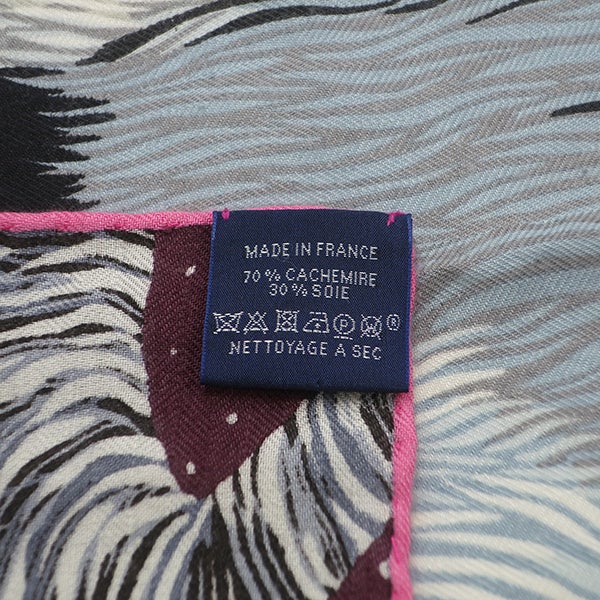 MADE IN FRANCE
70% CACHEMIRE
30% SOIE
Ⓟ ®
NETTOYAGE A SEC